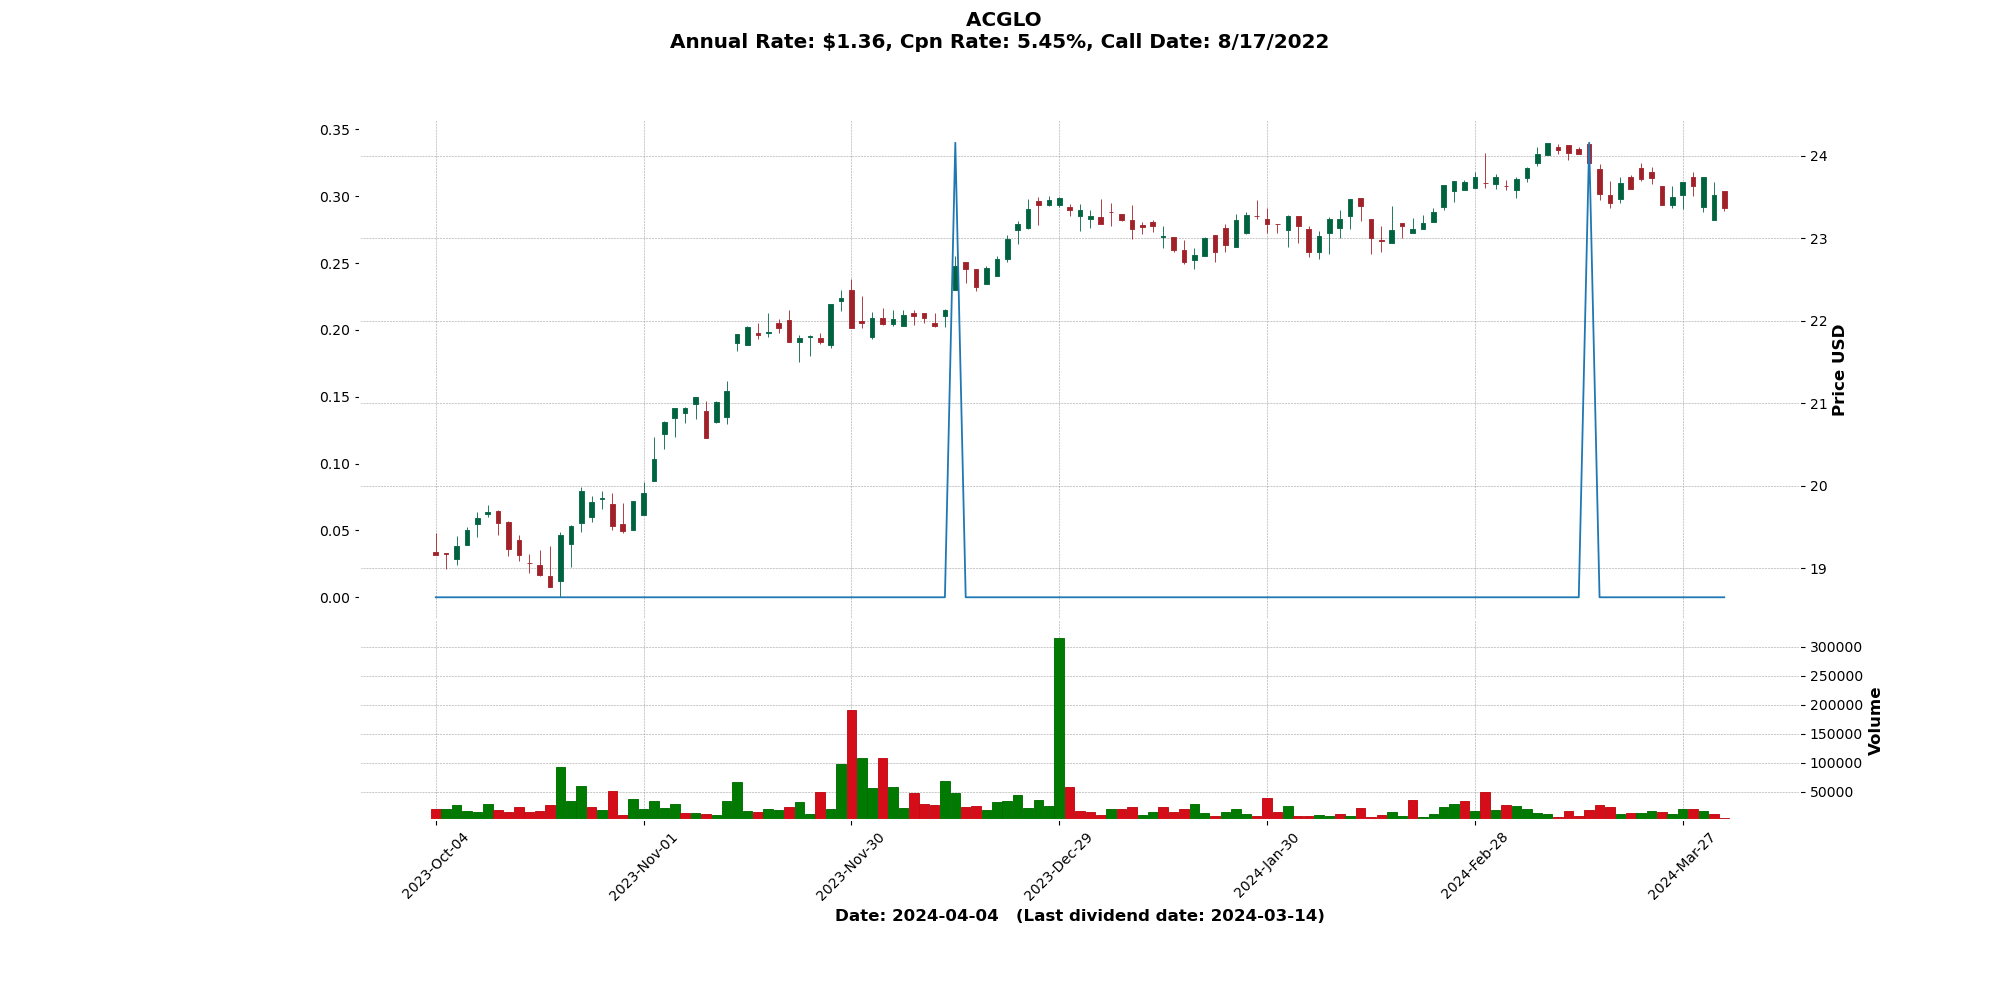 ACGLO
Annual Rate: $1.36, Cpn Rate: 5.45%, Call Date: 8/17/2022
0.35
0.30
0.25
0.20
0.15
0.10
0.05
0.00
24
23
22
21
20
19
Price USD
300000
250000
200000
150000
100000
50000
Volume
2023-Oct-04
2023-Nov-01
2023-Nov-30
2023-Dec-29
2024-Jan-30
2024-Feb-28
2024-Mar-27
Date: 2024-04-04 (Last dividend date: 2024-03-14)